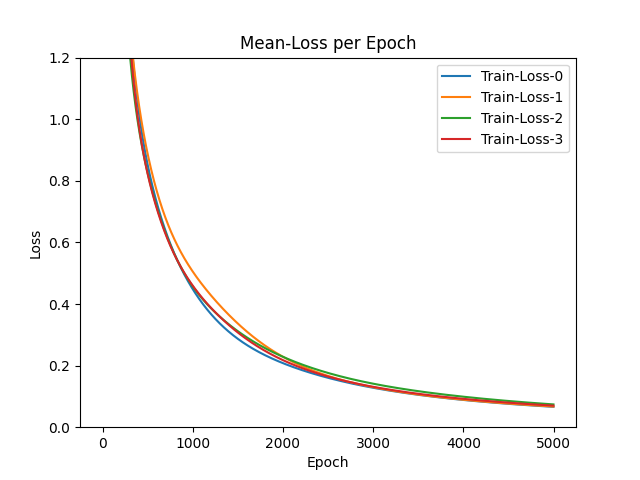 Mean-Loss per Epoch
1.2
1.0
0.8
0.6
0.4
0.2
0.0
Loss
Train-Loss-0
Train-Loss-1
Train-Loss-2
Train-Loss-3
0 1000 2000 3000 4000 5000
Epoch